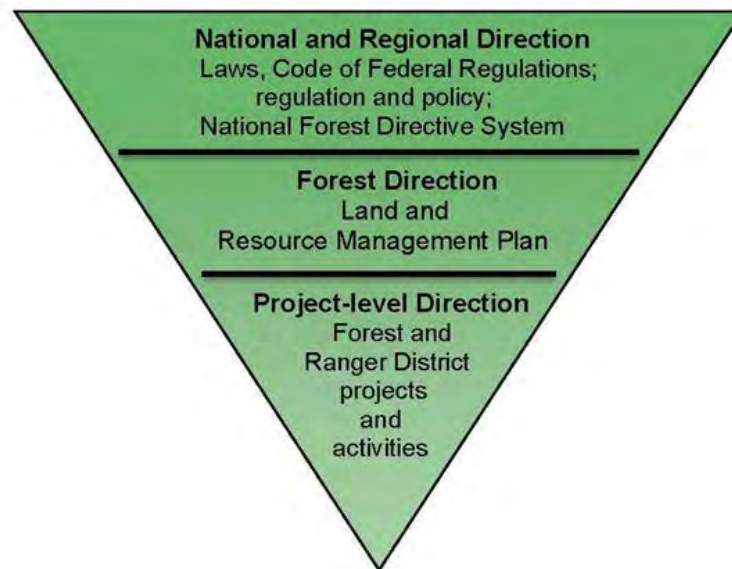 National and Regional Direction
Laws, Code of Federal Regulations;
regulation and policy;
National Forest Directive System
Forest Direction
Land and
Resource Management Plan
Project-level Direction
Forest and
Ranger District
projects
and
activities